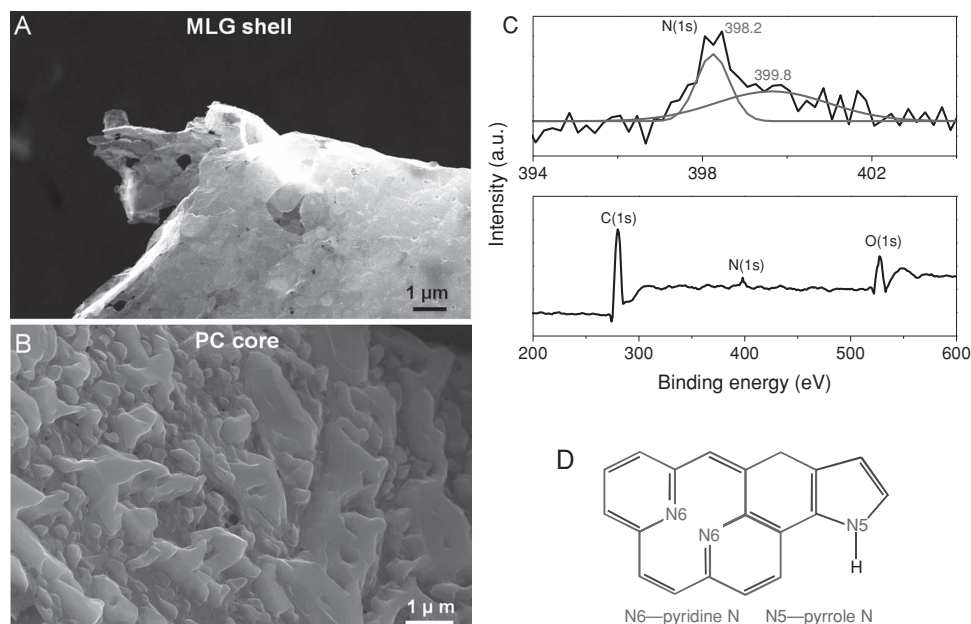 A
MLG shell
1 µm
B
PC core
1 µ m
C
N(1s)
398.2
399.8
394
398
402
Intensity (a.u.)
C(1s)
N(1s)
O(1s)
200
300
400
500
600
Binding energy (eV)
D
N6
N6
N5
H
N6—pyridine N N5—pyrrole N